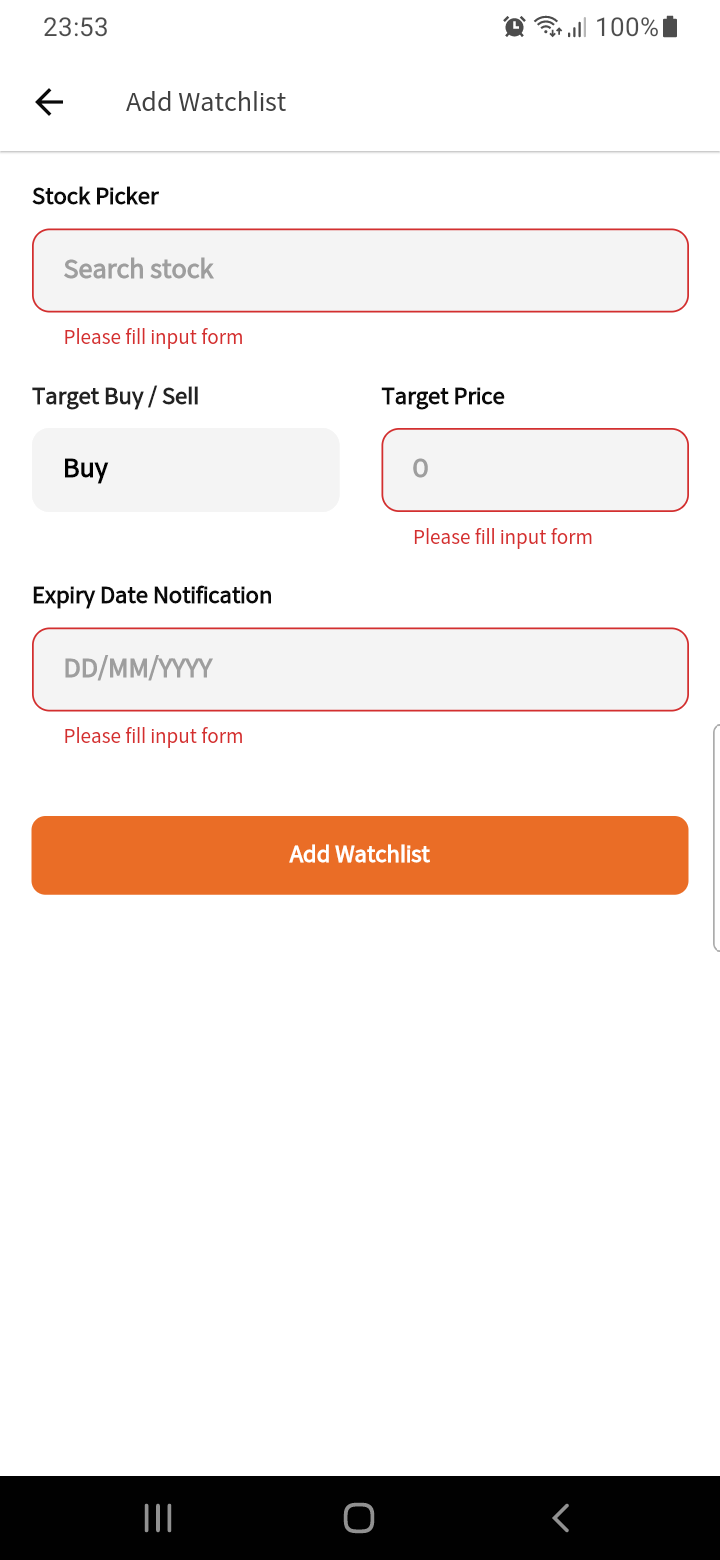 23:53 100%
Add Watchlist
Stock Picker
Search stock
Please fill input form
Target Buy / Sell Target Price
Buy 0
Please fill input form
Expiry Date Notification
DD/MM/YYYY
Please fill input form
Add Watchlist